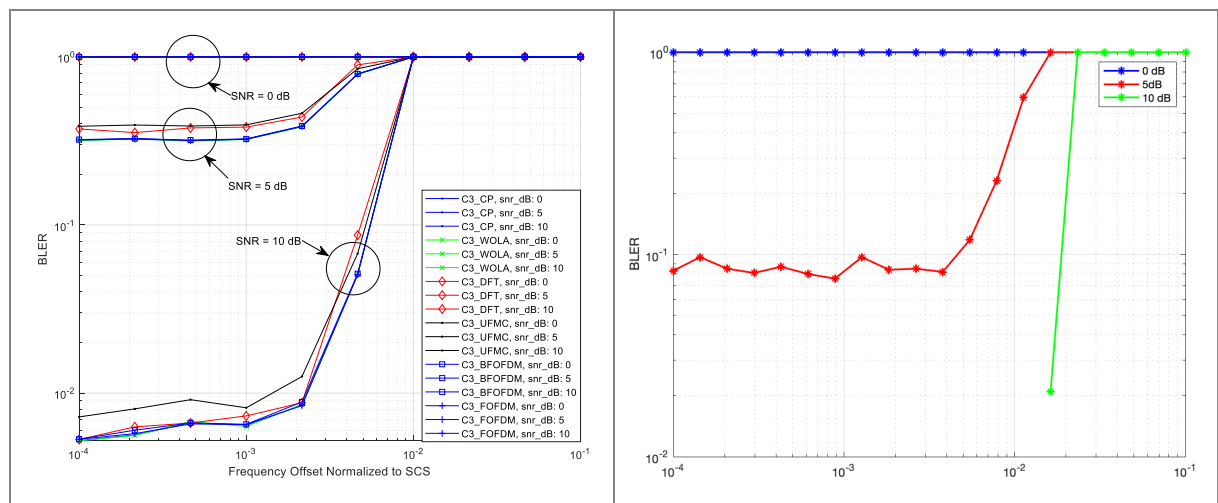 10^0
10^-1
10^-2
BLER
10^-4
10^-3
10^-2
10^-1
Frequency Offset Normalized to SCS
SNR = 0 dB
SNR = 5 dB
SNR = 10 dB
C3_CP, snr_dB: 0
C3_CP, snr_dB: 5
C3_CP, snr_dB: 10
C3_WOLA, snr_dB: 0
C3_WOLA, snr_dB: 5
C3_WOLA, snr_dB: 10
C3_DFT, snr_dB: 0
C3_DFT, snr_dB: 5
C3_DFT, snr_dB: 10
C3_UFMC, snr_dB: 0
C3_UFMC, snr_dB: 5
C3_UFMC, snr_dB: 10
C3_BFOFDM, snr_dB: 0
C3_BFOFDM, snr_dB: 5
C3_BFOFDM, snr_dB: 10
C3_FOFDM, snr_dB: 0
C3_FOFDM, snr_dB: 5
C3_FOFDM, snr_dB: 10
10^0
10^-1
10^-2
BLER
10^-4
10^-3
10^-2
10^-1
0 dB
5dB
10 dB